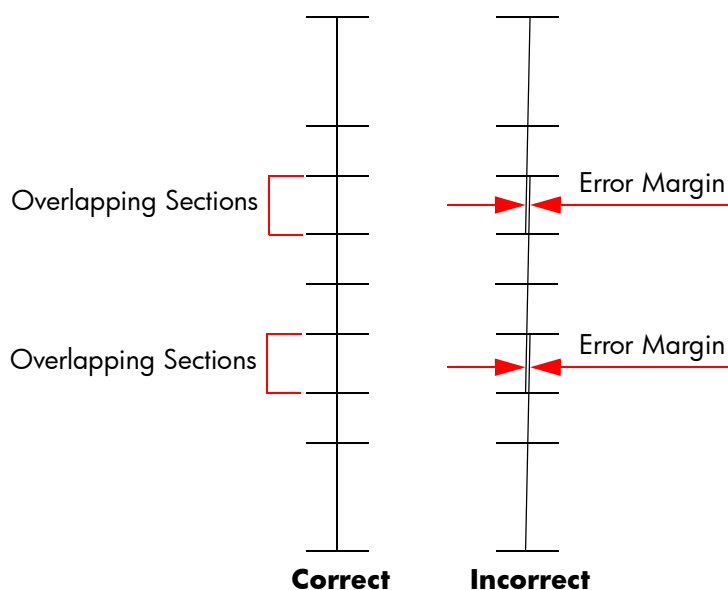 Error Margin
Overlapping Sections
Error Margin
Overlapping Sections
Correct
Incorrect